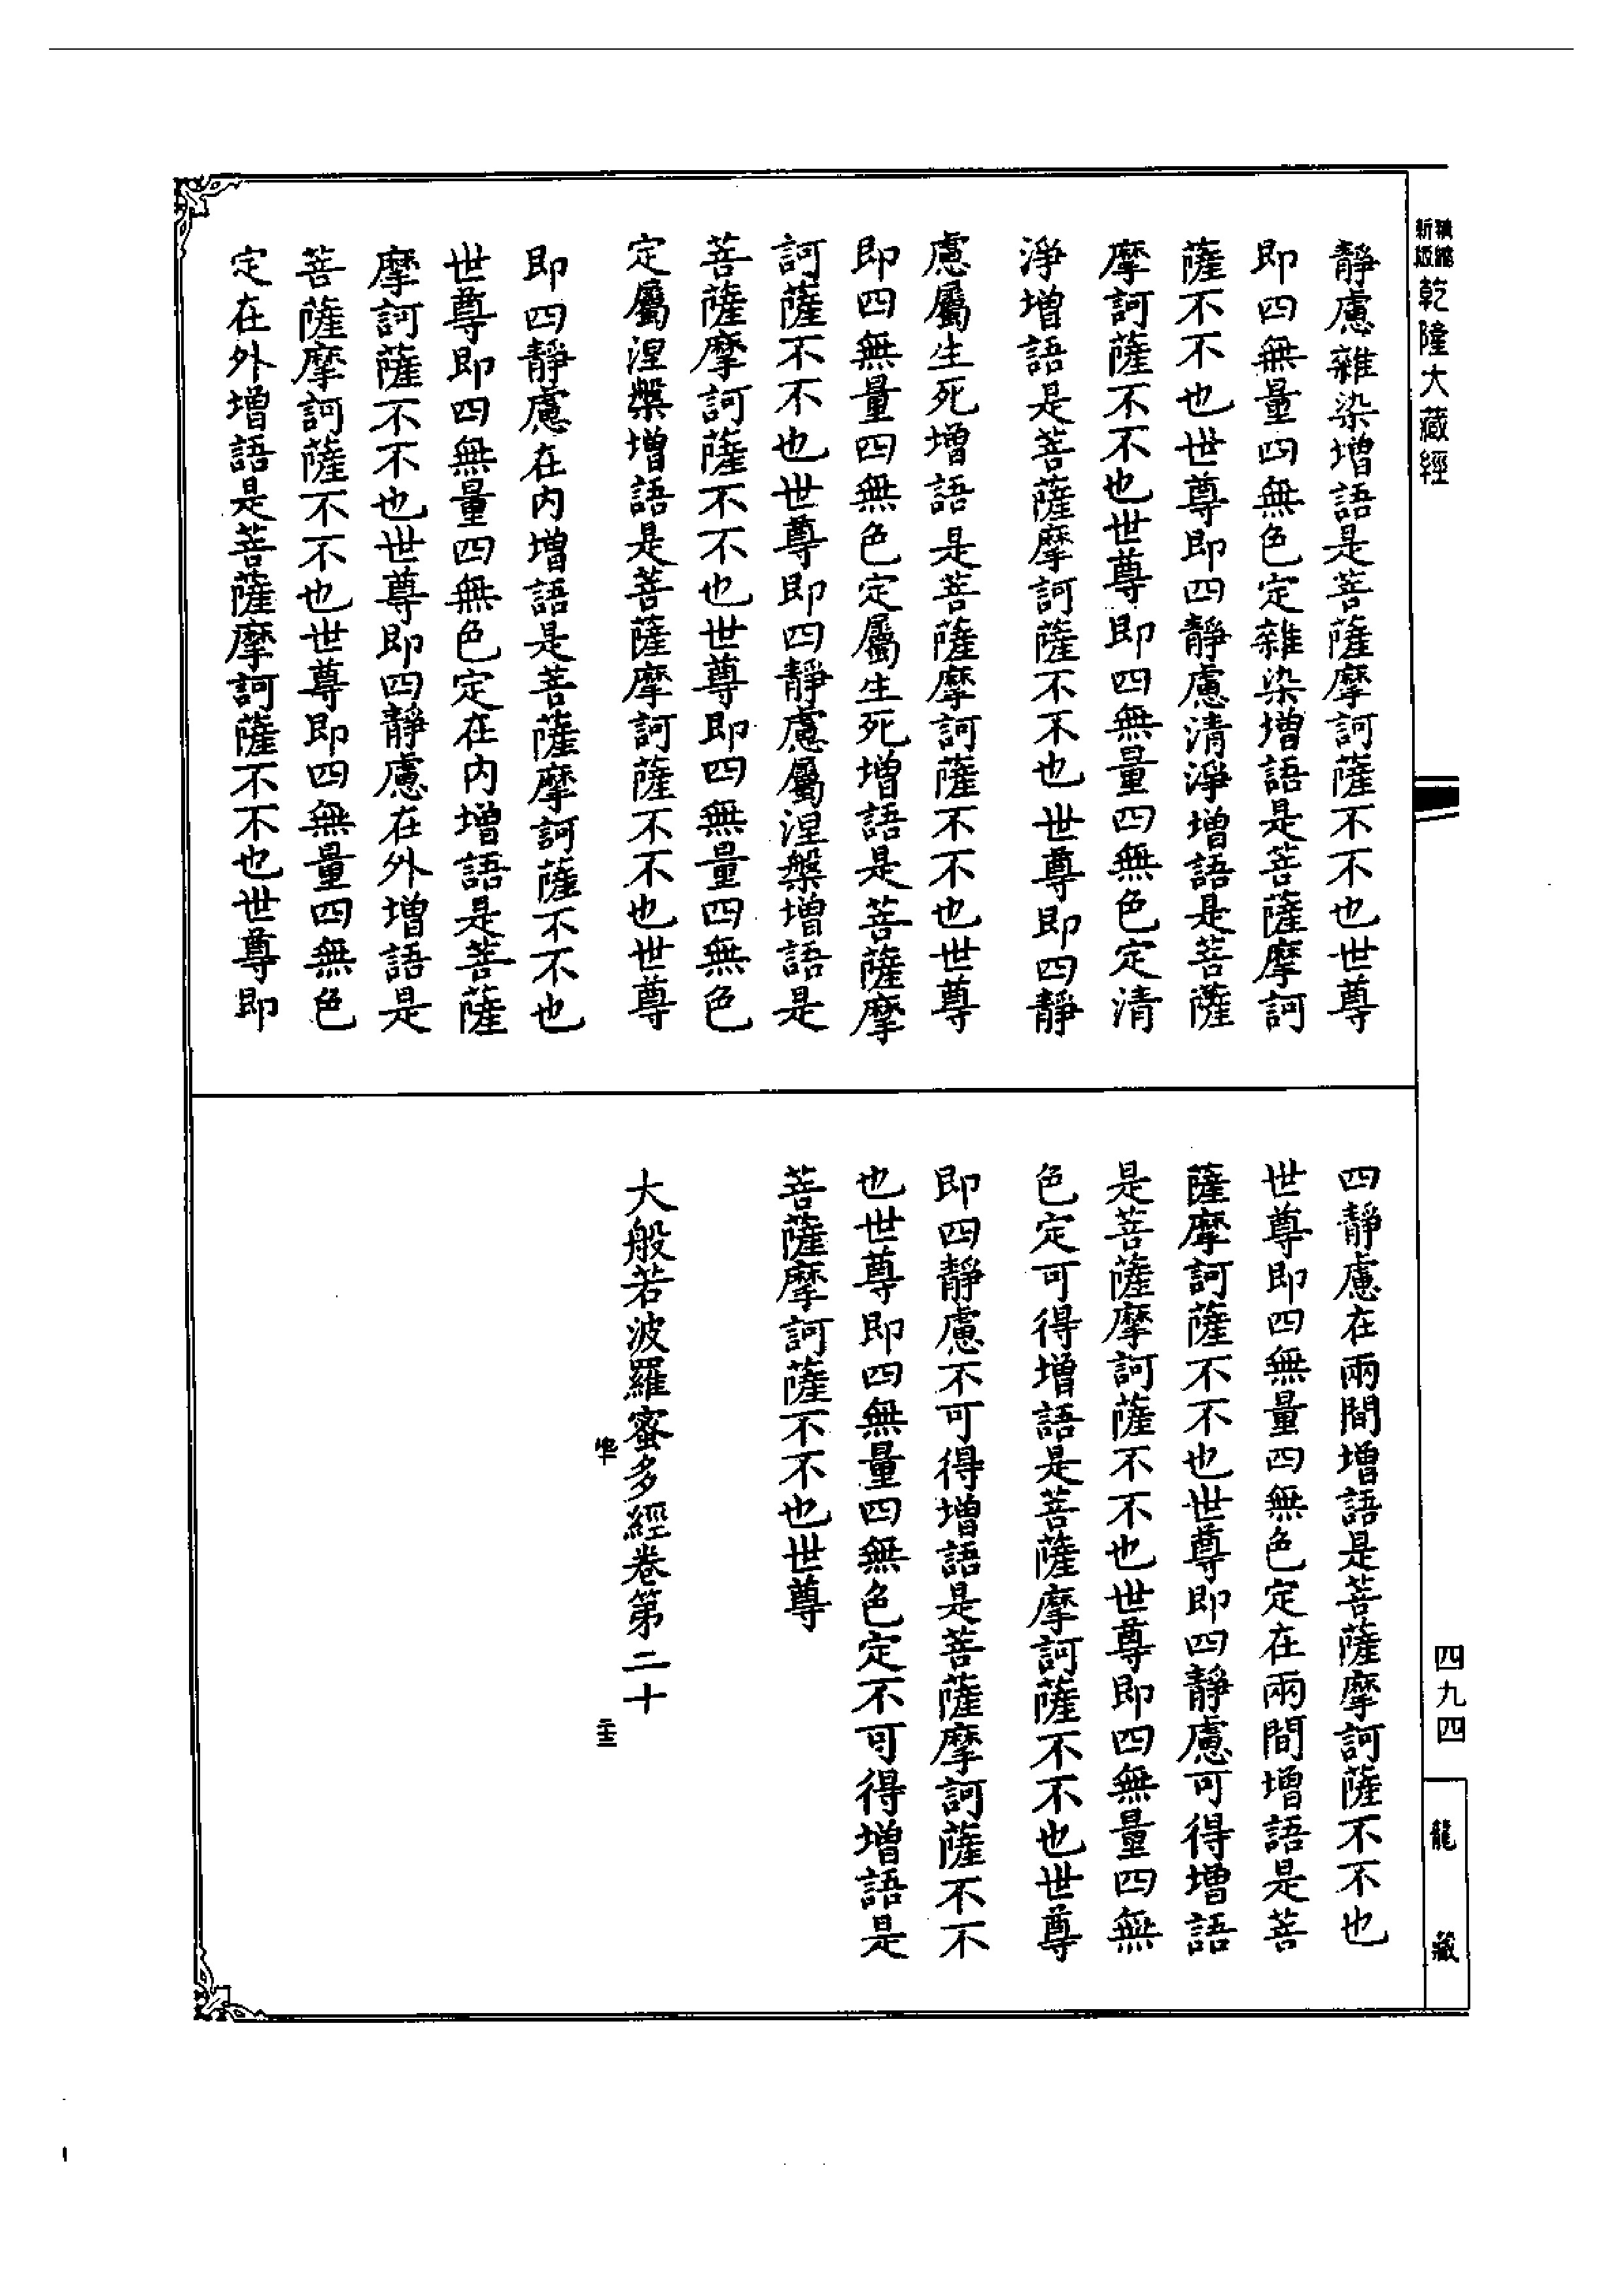 新縮
版編
乾隆大藏經
靜慮雜染增語是菩薩摩訶薩不不也世尊
即四無量四無色定雜染增語是菩薩摩訶
薩不不也世尊即四靜慮清淨增語是菩薩
摩訶薩不不也世尊即四無量四無色定清
淨增語是菩薩摩訶薩不不也世尊即四靜
慮屬生死增語是菩薩摩訶薩不不也世尊
即四無量四無色定屬生死增語是菩薩摩
訶薩不不也世尊即四靜慮屬涅槃增語是
菩薩摩訶薩不不也世尊即四無量四無色
定屬涅槃增語是菩薩摩訶薩不不也世尊
即四靜慮在內增語是菩薩摩訶薩不不也
世尊即四無量四無色定在內增語是菩薩
摩訶薩不不也世尊即四靜慮在外增語是
菩薩摩訶薩不不也世尊即四無量四無色
定在外增語是菩薩摩訶薩不不也世尊即
四靜慮在兩間增語是菩薩摩訶薩不不也
世尊即四無量四無色定在兩間增語是菩
薩摩訶薩不不也世尊即四靜慮可得增語
是菩薩摩訶薩不不也世尊即四無量四無
色定可得增語是菩薩摩訶薩不不也世尊
即四靜慮不可得增語是菩薩摩訶薩不不
也世尊即四無量四無色定不可得增語是
菩薩摩訶薩不不也世尊
大般若波羅蜜多經卷第二十
四九四
龍藏